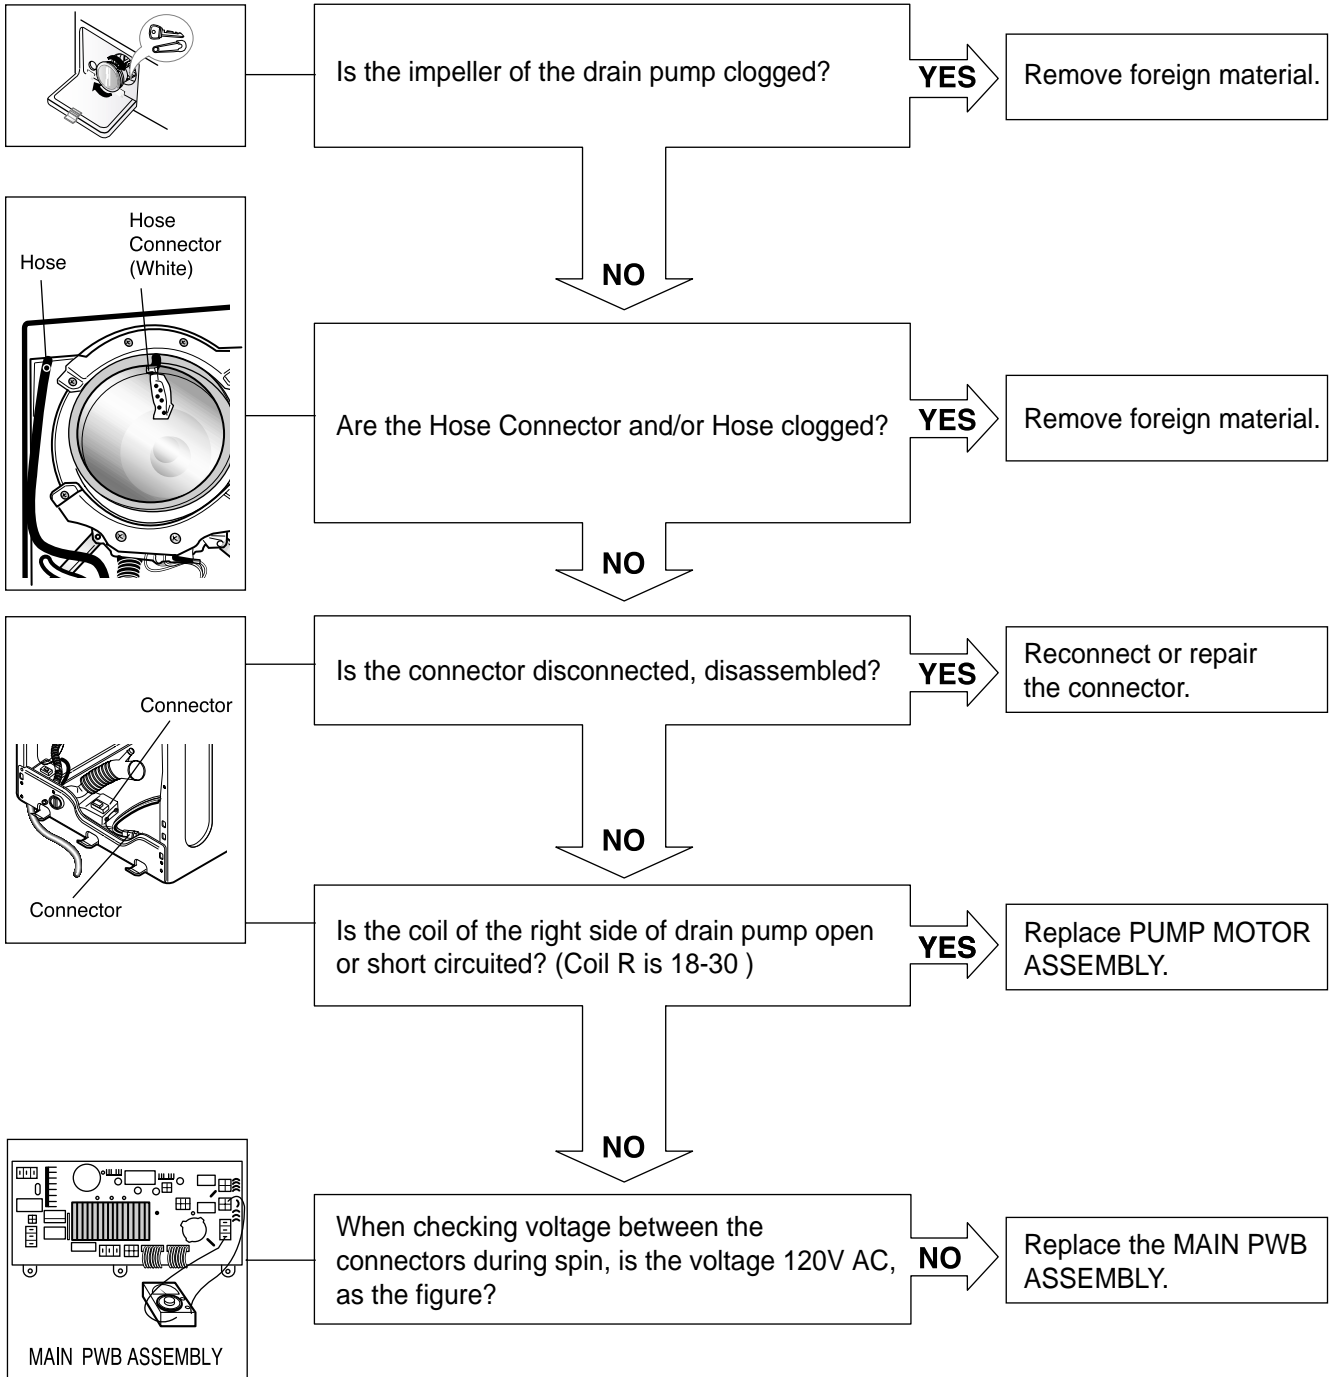 Is the impeller of the drain pump clogged?
YES
Remove foreign material.
NO
Hose
Hose
Connector
(White)
Are the Hose Connector and/or Hose clogged?
YES
Remove foreign material.
NO
Connector
Connector
Is the connector disconnected, disassembled?
YES
Reconnect or repair
the connector.
NO
Is the coil of the right side of drain pump open
or short circuited? (Coil R is 18-30 )
YES
Replace PUMP MOTOR
ASSEMBLY.
NO
MAIN PWB ASSEMBLY
When checking voltage between the
connectors during spin, is the voltage 120V AC,
as the figure?
NO
Replace the MAIN PWB
ASSEMBLY.